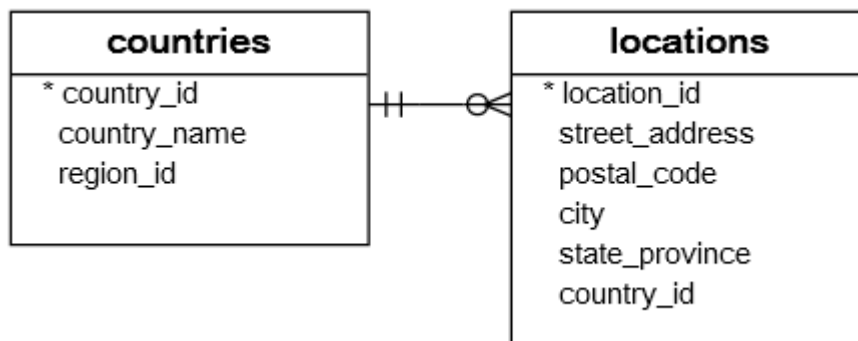 countries
* country_id
country_name
region_id
locations
* location_id
street_address
postal_code
city
state_province
country_id